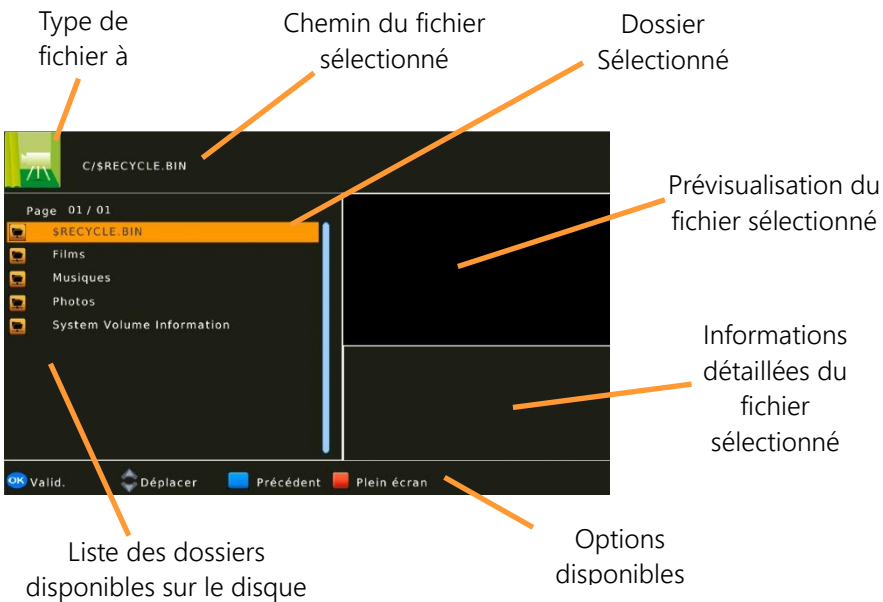 Type de
fichier à
Chemin du fichier
sélectionné
Dossier
Sélectionné
C/$RECYCLE.BIN
Page 01/01
$RECYCLE.BIN
Films
Musiques
Photos
System Volume Information
Prévisualisation du
fichier sélectionné
Informations
détaillées du
fichier
sélectionné
OK Valid.
Déplacer
Précédent
Plein écran
Liste des dossiers
disponibles sur le disque
Options
disponibles